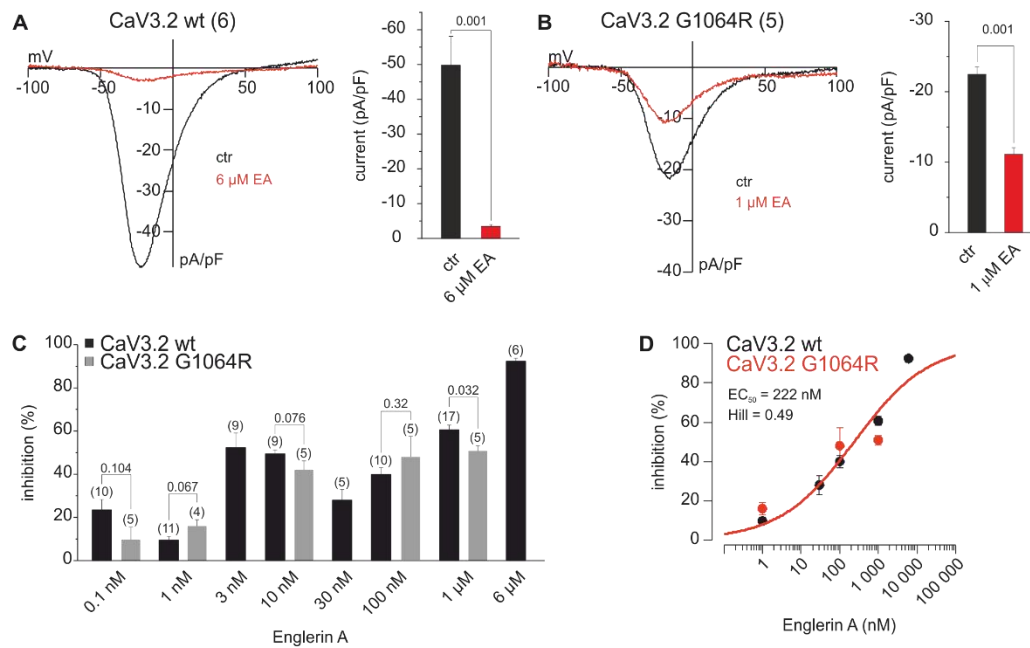 A
CaV3.2 wt (6)
mV
-100
-50
50
100
-10
-20
-30
-40
pA/pF
ctr
6 µM EA
0.001
-60
-50
-40
-30
-20
-10
0
current (pA/pF)
ctr
6 µM EA
B
CaV3.2 G1064R (5)
mV
-100
-50
50
100
-10
-20
-30
-40
pA/pF
ctr
1 µM EA
0.001
-30
-20
-10
0
current (pA/pF)
ctr
1 µM EA
C
CaV3.2 wt
CaV3.2 G1064R
100
80
60
40
20
0
inhibition (%)
(10)
0.104
(5)
(11)
0.067
(4)
(9)
(9)
0.076
(5)
(5)
(10)
0.32
(5)
(17)
0.032
(5)
(6)
0.1 nM
1 nM
3 nM
10 nM
30 nM
100 nM
1 µM
6 µM
Englerin A
D
CaV3.2 wt
CaV3.2 G1064R
EC₅₀ = 222 nM
Hill = 0.49
100
80
60
40
20
0
inhibition (%)
1
10
100
1 000
10 000
100 000
Englerin A (nM)